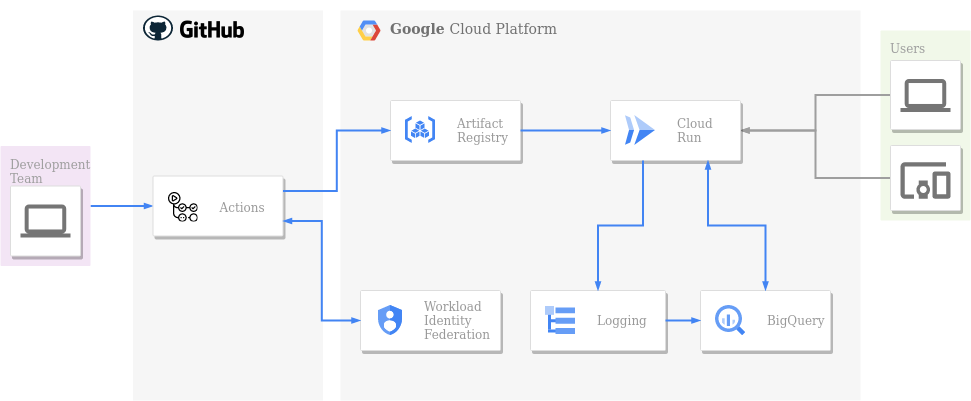 GitHub
Google Cloud Platform
Users
Artifact
Registry
Cloud
Run
Development
Team
Actions
Workload
Identity
Federation
Logging
BigQuery